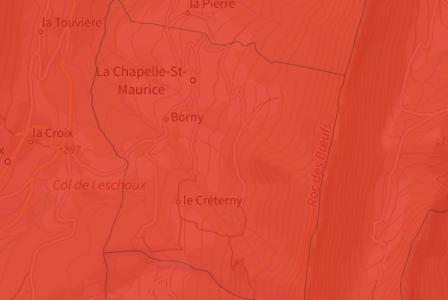 la Pierre
la Touvière
La Chapelle-St-
Maurice
Borny
la Croix
x
897
Col de Leschaux
Roc des Bœufs
le Créterny